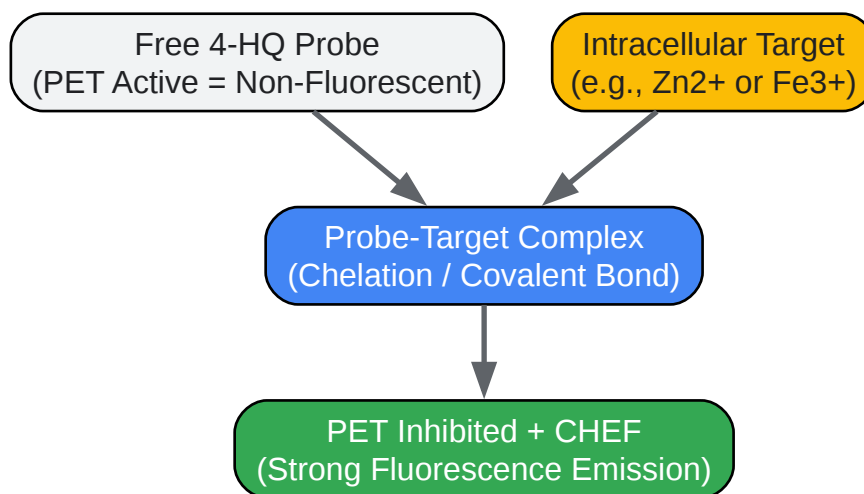 Free 4-HQ Probe
(PET Active = Non-Fluorescent)
Intracellular Target
(e.g., Zn2+ or Fe3+)
Probe-Target Complex
(Chelation / Covalent Bond)
PET Inhibited + CHEF
(Strong Fluorescence Emission)